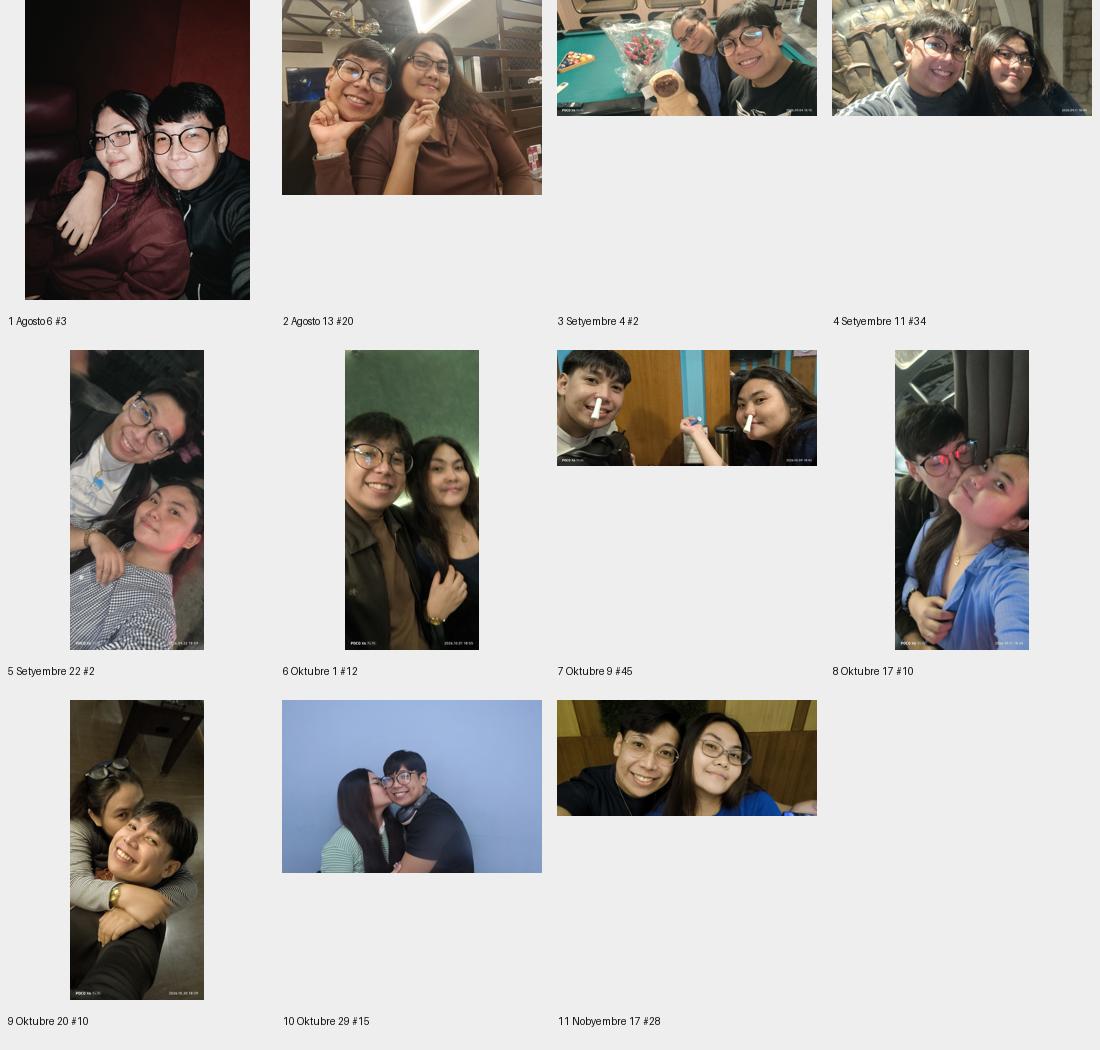 1 Agosto 6 #3
2 Agosto 13 #20
3 Setyembre 4 #2
4 Setyembre 11 #34
5 Setyembre 22 #2
6 Oktubre 1 #12
7 Oktubre 9 #45
8 Oktubre 17 #10
9 Oktubre 20 #10
10 Oktubre 29 #15
11 Nobyembre 17 #28